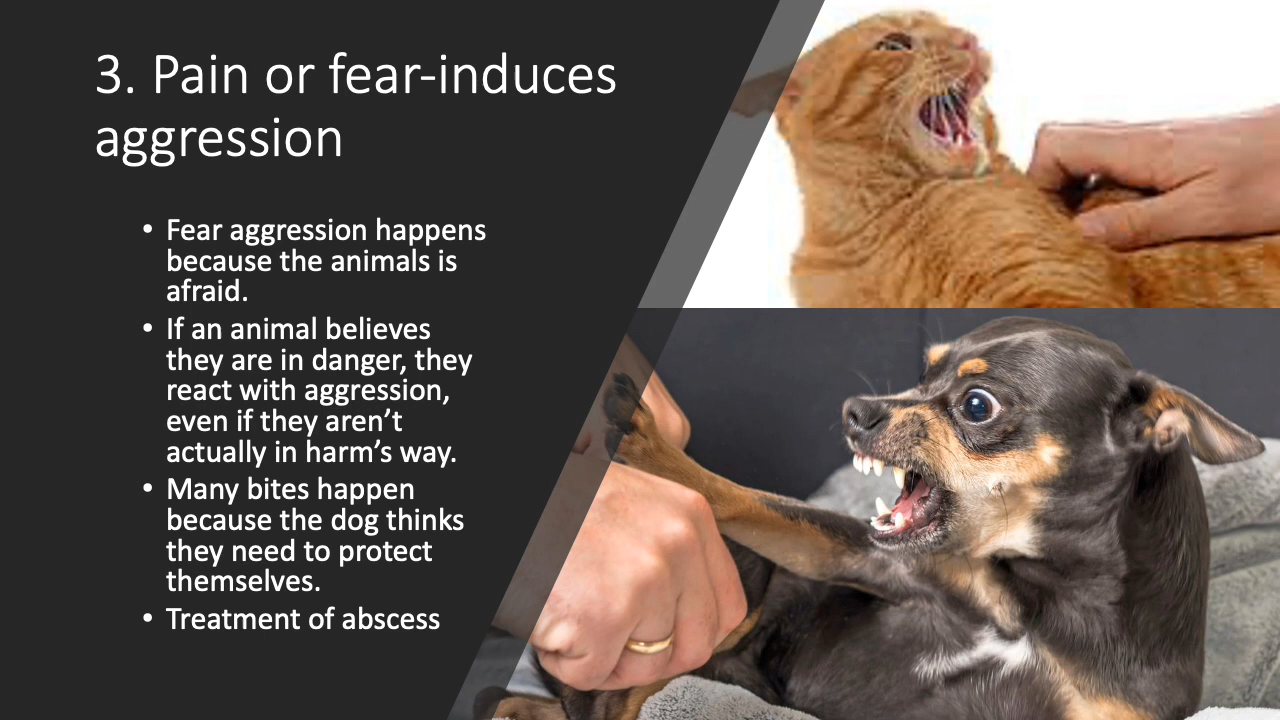 3. Pain or fear-induces
aggression
• Fear aggression happens
because the animals is
afraid.
• If an animal believes
they are in danger, they
react with aggression,
even if they aren’t
actually in harm’s way.
• Many bites happen
because the dog thinks
they need to protect
themselves.
• Treatment of abscess